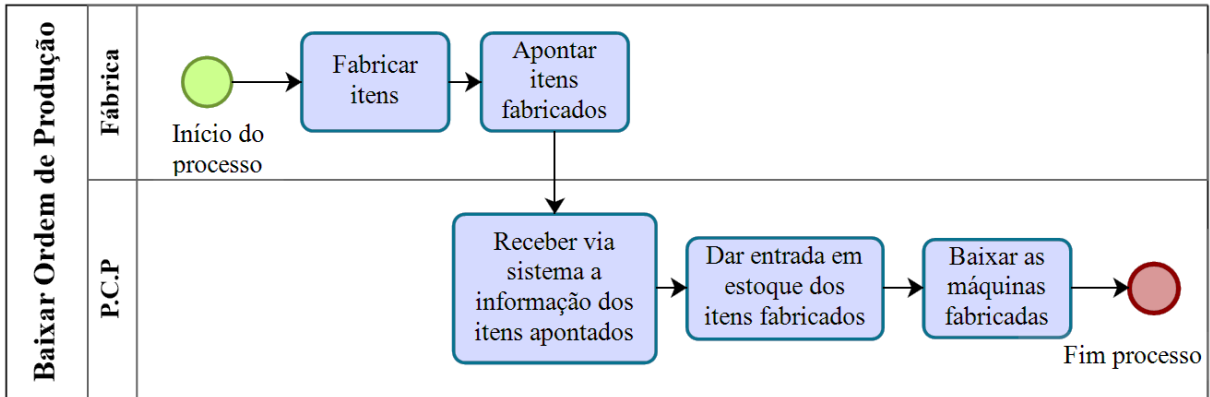 Baixar Ordem de Produção
Fábrica
Início do
processo
Fabricar
itens
Apontar
itens
fabricados
P.C.P
Receber via
sistema a
informação dos
itens apontados
Dar entrada em
estoque dos
itens fabricados
Baixar as
máquinas
fabricadas
Fim processo